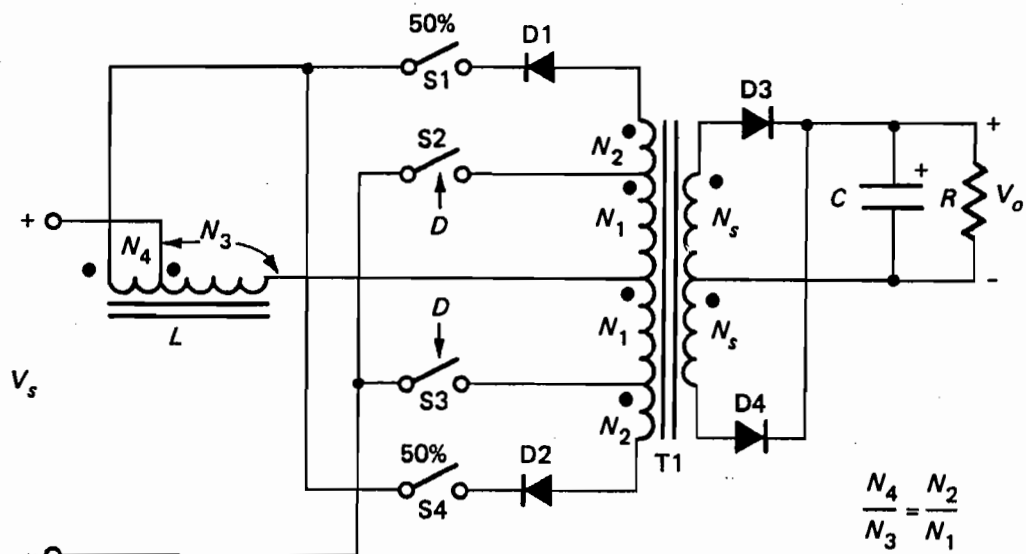 50%
S1
D1
D3
S2
D
N2
N1
Ns
C
+
R
Vo
+
-
+
N4
N3
L
Vs
D
S3
N1
N2
Ns
D4
T1
50%
S4
D2
N4/N3 = N2/N1